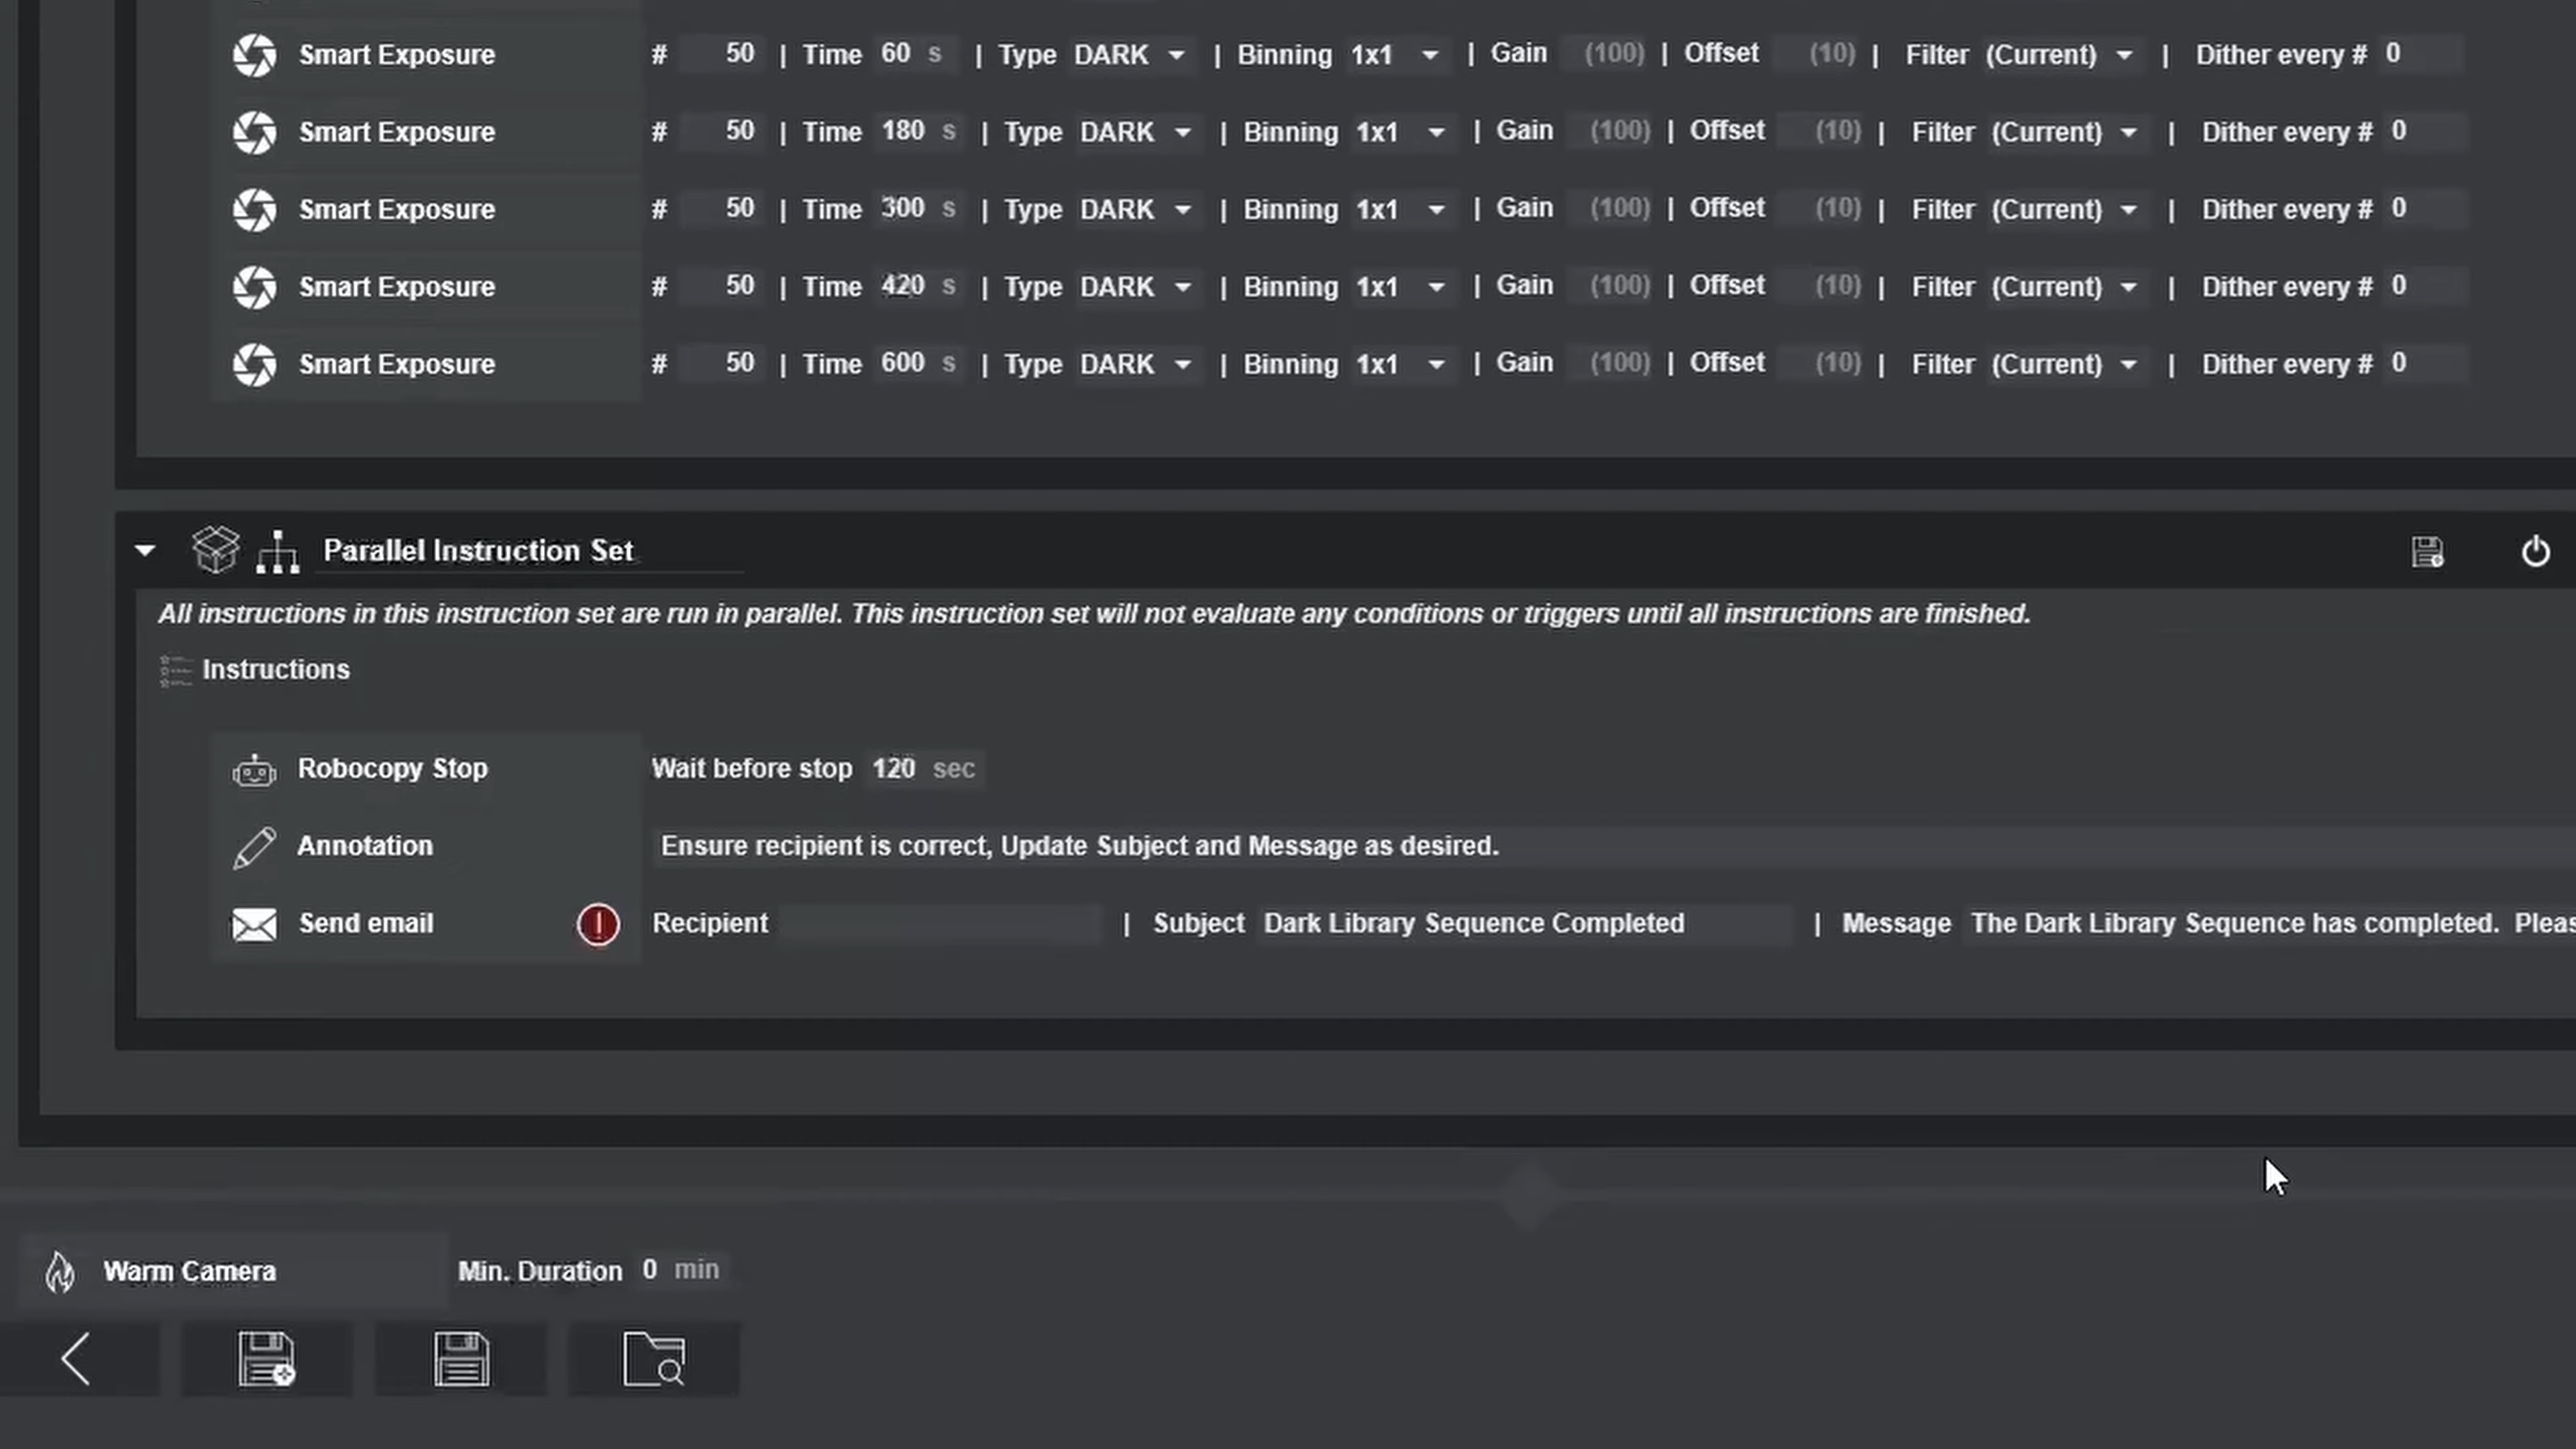 Smart Exposure # 50 | Time 60 s | Type DARK | Binning 1x1 | Gain (100) | Offset (10) | Filter (Current) | Dither every # 0
Smart Exposure # 50 | Time 180 s | Type DARK | Binning 1x1 | Gain (100) | Offset (10) | Filter (Current) | Dither every # 0
Smart Exposure # 50 | Time 300 s | Type DARK | Binning 1x1 | Gain (100) | Offset (10) | Filter (Current) | Dither every # 0
Smart Exposure # 50 | Time 420 s | Type DARK | Binning 1x1 | Gain (100) | Offset (10) | Filter (Current) | Dither every # 0
Smart Exposure # 50 | Time 600 s | Type DARK | Binning 1x1 | Gain (100) | Offset (10) | Filter (Current) | Dither every # 0
Parallel Instruction Set
All instructions in this instruction set are run in parallel. This instruction set will not evaluate any conditions or triggers until all instructions are finished.
Instructions
Robocopy Stop Wait before stop 120 sec
Annotation Ensure recipient is correct, Update Subject and Message as desired.
Send email Recipient | Subject Dark Library Sequence Completed | Message The Dark Library Sequence has completed. Pleas
Warm Camera Min. Duration 0 min